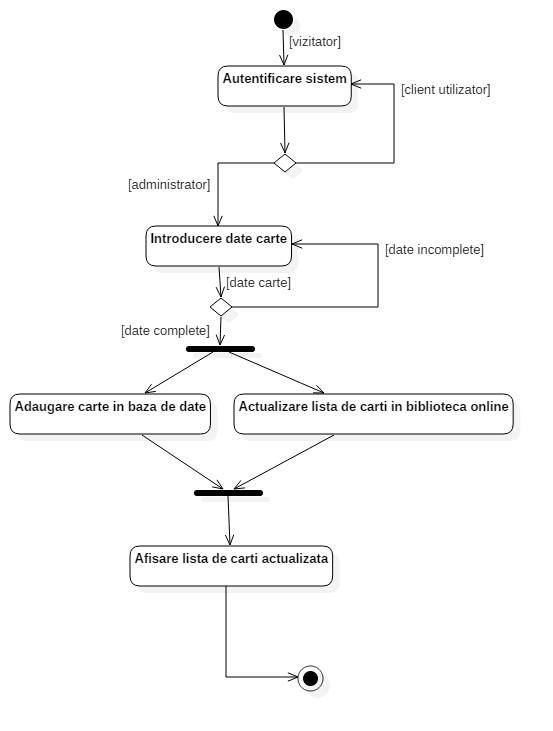 [vizitator]
Autentificare sistem
[client utilizator]
[administrator]
Introducere date carte
[date incomplete]
[date carte]
[date complete]
Adaugare carte in baza de date
Actualizare lista de carti in biblioteca online
Afisare lista de carti actualizata